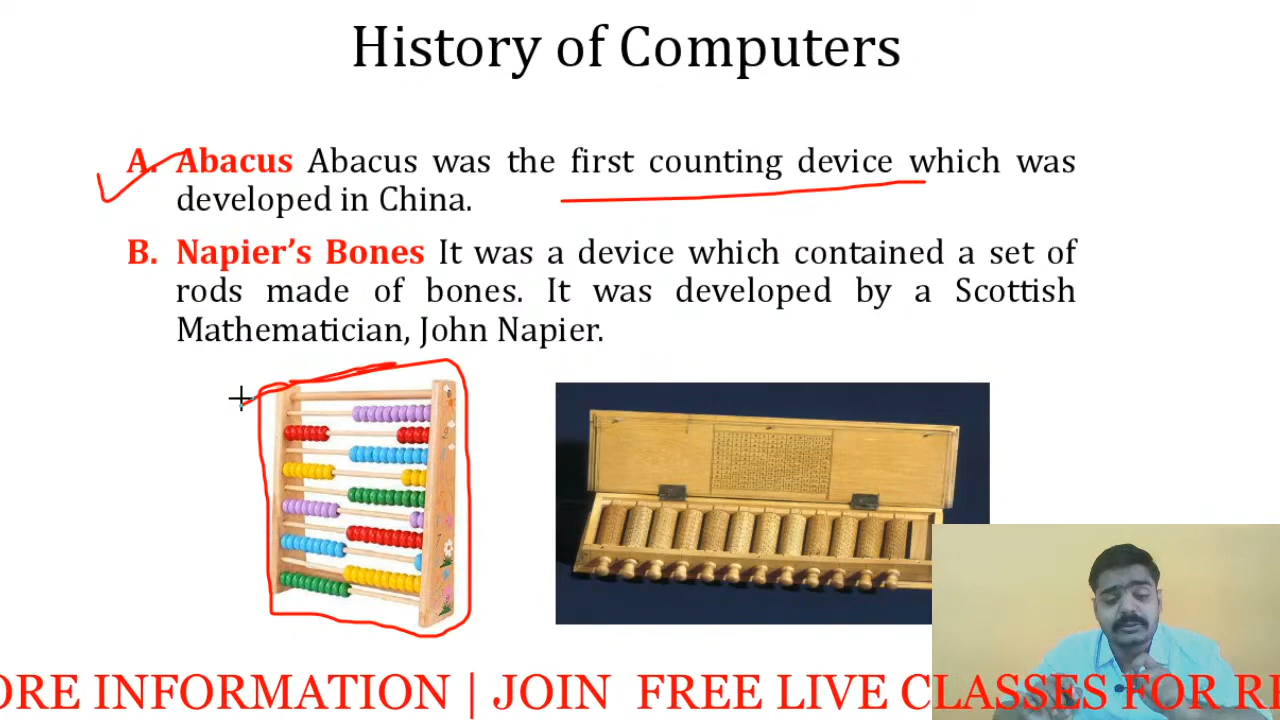 History of Computers
A. Abacus Abacus was the first counting device which was
developed in China.
B. Napier’s Bones It was a device which contained a set of
rods made of bones. It was developed by a Scottish
Mathematician, John Napier.
ORE INFORMATION | JOIN FREE LIVE CLASSES FOR RE